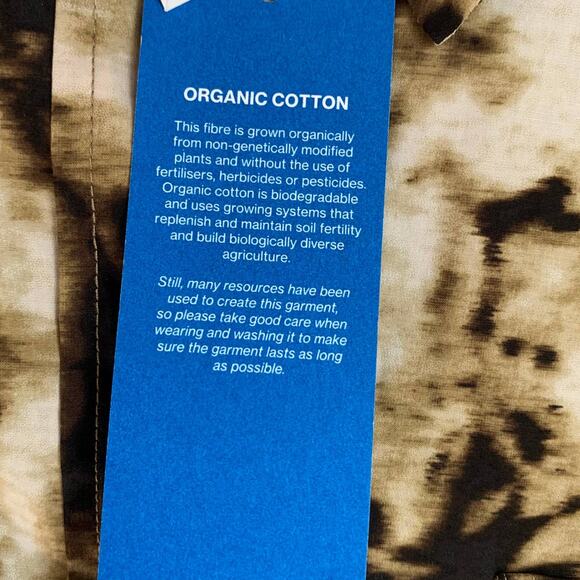 ORGANIC COTTON
This fibre is grown organically
from non-genetically modified
plants and without the use of
fertilisers, herbicides or pesticides.
Organic cotton is biodegradable
and uses growing systems that
replenish and maintain soil fertility
and build biologically diverse
agriculture.
Still, many resources have been
used to create this garment,
so please take good care when
wearing and washing it to make
sure the garment lasts as long
as possible.